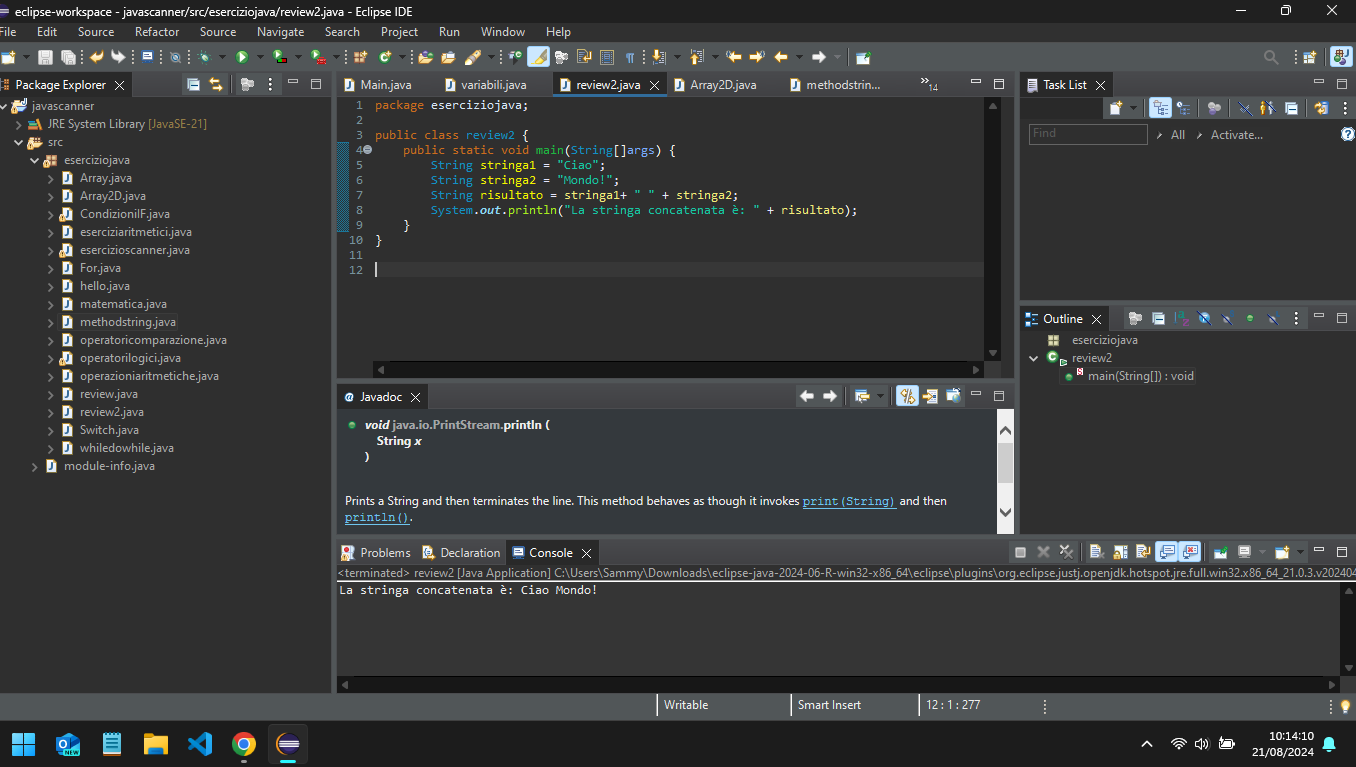 eclipse-workspace - javascanner/src/eserciziojava/review2.java - Eclipse IDE
File Edit Source Refactor Source Navigate Search Project Run Window Help
Package Explorer
javascanner
JRE System Library [JavaSE-21]
src
eserciziojava
Array.java
Array2D.java
CondizioniIF.java
eserciziaritmetici.java
esercizioscanner.java
For.java
hello.java
matematica.java
methodstring.java
operatoricomparazione.java
operatorilogici.java
operazioniaritmetiche.java
review.java
review2.java
Switch.java
whiledowhile.java
module-info.java
Main.java variabili.java review2.java Array2D.java methodstrin... 14
1 package eserciziojava;
2
3 public class review2 {
4 public static void main(String[]args) {
5 String stringa1 = "Ciao";
6 String stringa2 = "Mondo!";
7 String risultato = stringa1+ " " + stringa2;
8 System.out.println("La stringa concatenata è: " + risultato);
9 }
10 }
11
12
Javadoc
void java.io.PrintStream.println (
String x
)
Prints a String and then terminates the line. This method behaves as though it invokes print(String) and then
println().
Task List
Find All Activate...
Outline
eserciziojava
review2
main(String[]) : void
Problems Declaration Console
<terminated> review2 [Java Application] C:\Users\Sammy\Downloads\eclipse-java-2024-06-R-win32-x86_64\eclipse\plugins\org.eclipse.justj.openjdk.hotspot.jre.full.win32.x86_64_21.0.3.v202404
La stringa concatenata è: Ciao Mondo!
Writable Smart Insert 12 : 1 : 277
NEW
10:14:10
21/08/2024